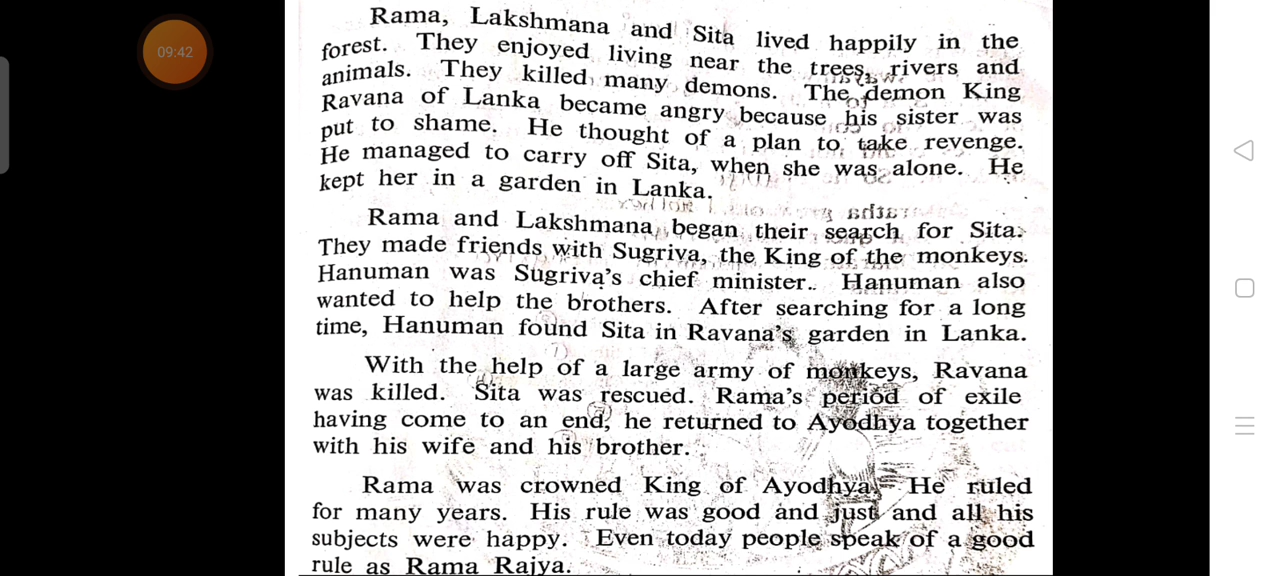 09:42
Rama, Lakshmana and Sita lived happily in the
forest. They enjoyed living near the trees, rivers and
animals. They killed many demons. The demon King
Ravana of Lanka became angry because his sister was
put to shame. He thought of a plan to take revenge.
He managed to carry off Sita, when she was alone. He
kept her in a garden in Lanka.
Rama and Lakshmana began their search for Sita.
They made friends with Sugriva, the King of the monkeys.
Hanuman was Sugriva's chief minister.. Hanuman also
wanted to help the brothers. After searching for a long
time, Hanuman found Sita in Ravana's garden in Lanka.
With the help of a large army of monkeys, Ravana
was killed. Sita was rescued. Rama's period of exile
having come to an end, he returned to Ayodhya together
with his wife and his brother.
Rama was crowned King of Ayodhya. He ruled
for many years. His rule was good and just and all his
subjects were happy. Even today people speak of a good
rule as Rama Rajya.